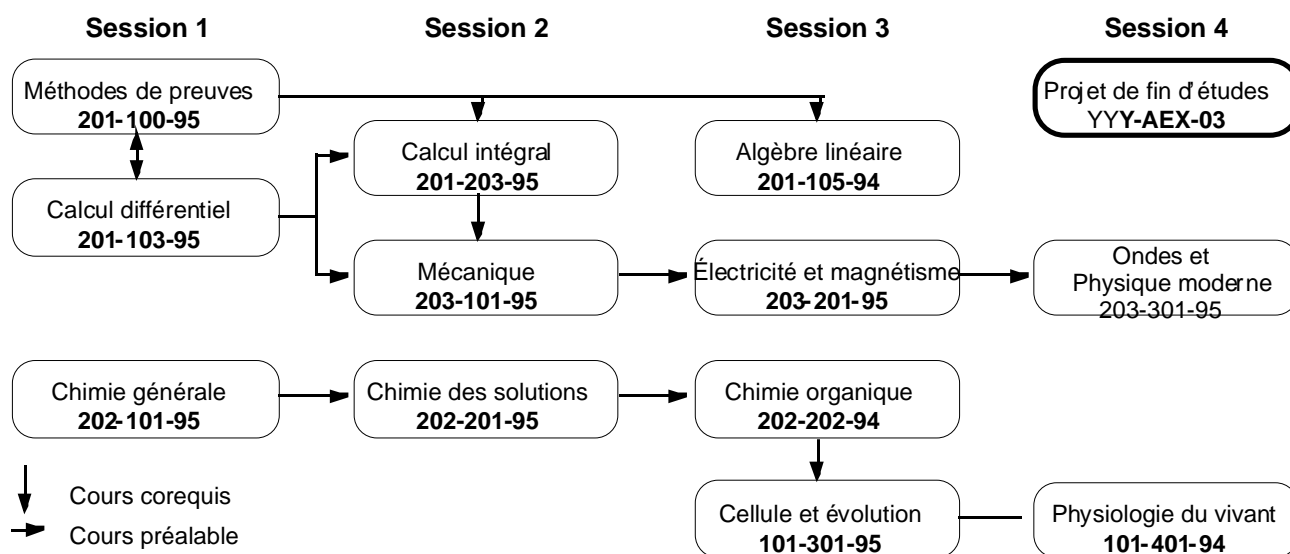 Session 1
Session 2
Session 3
Session 4
Méthodes de preuves
201-100-95
Projet de fin d'études
YYY-AEX-03
Calcul intégral
201-203-95
Algèbre linéaire
201-105-94
Calcul différentiel
201-103-95
Mécanique
203-101-95
Électricité et magnétisme
203-201-95
Ondes et
Physique moderne
203-301-95
Chimie générale
202-101-95
Chimie des solutions
202-201-95
Chimie organique
202-202-94
Cours corequis
Cours préalable
Cellule et évolution
101-301-95
Physiologie du vivant
101-401-94